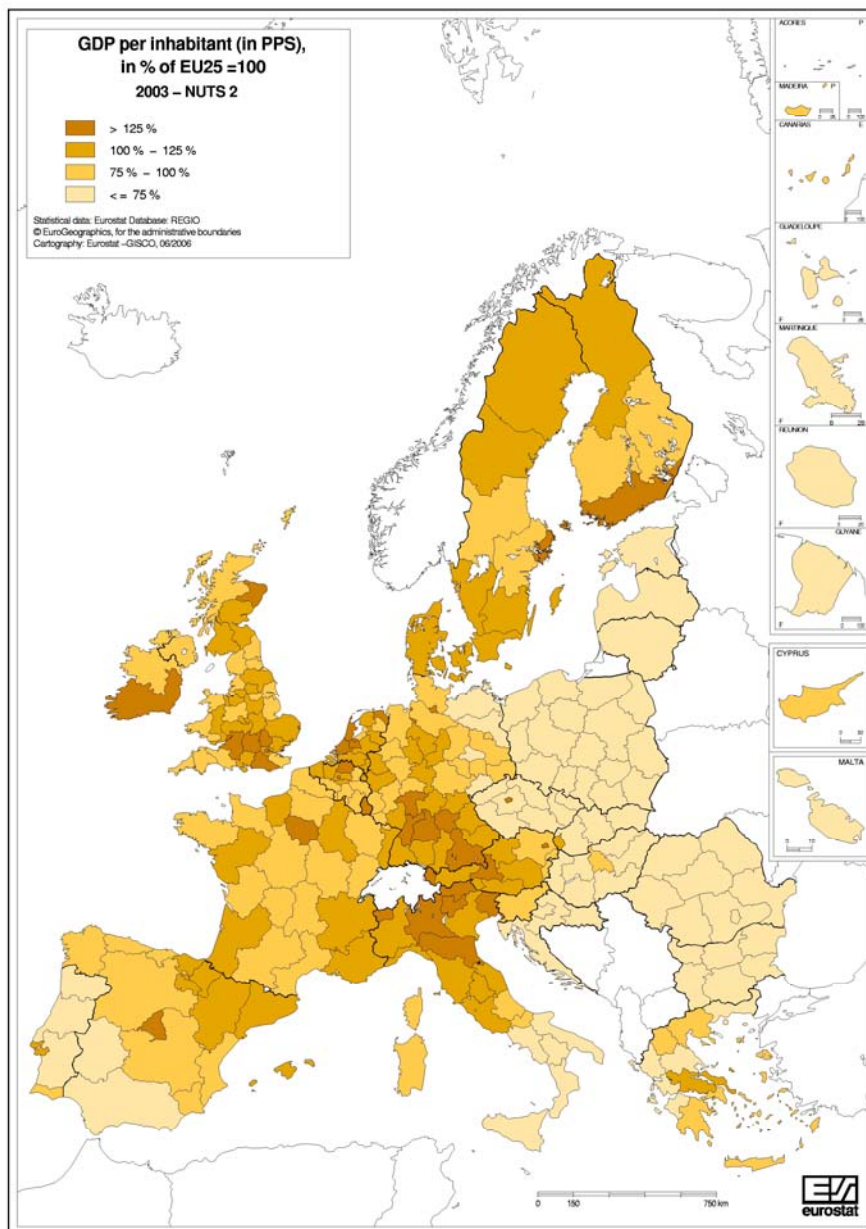 GDP per inhabitant (in PPS),
in % of EU25 =100
2003 – NUTS 2
> 125 %
100 % – 125 %
75 % – 100 %
< = 75 %
Statistical data: Eurostat Database: REGIO
© EuroGeographics, for the administrative boundaries
Cartography: Eurostat –GISCO, 06/2006
ACORES P
MADEIRA P
CANARIAS E
GUADELOUPE
F
MARTINIQUE
F
REUNION
F
GUYANE
F
CYPRUS
MALTA
0 150 750 km
eurostat